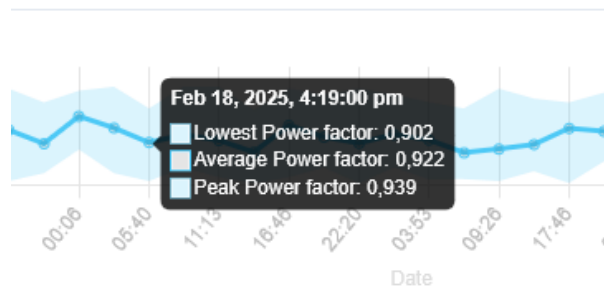 Feb 18, 2025, 4:19:00 pm
Lowest Power factor: 0,902
Average Power factor: 0,922
Peak Power factor: 0,939
00:06
05:40
11:13
16:46
22:20
03:53
09:26
17:46
Date